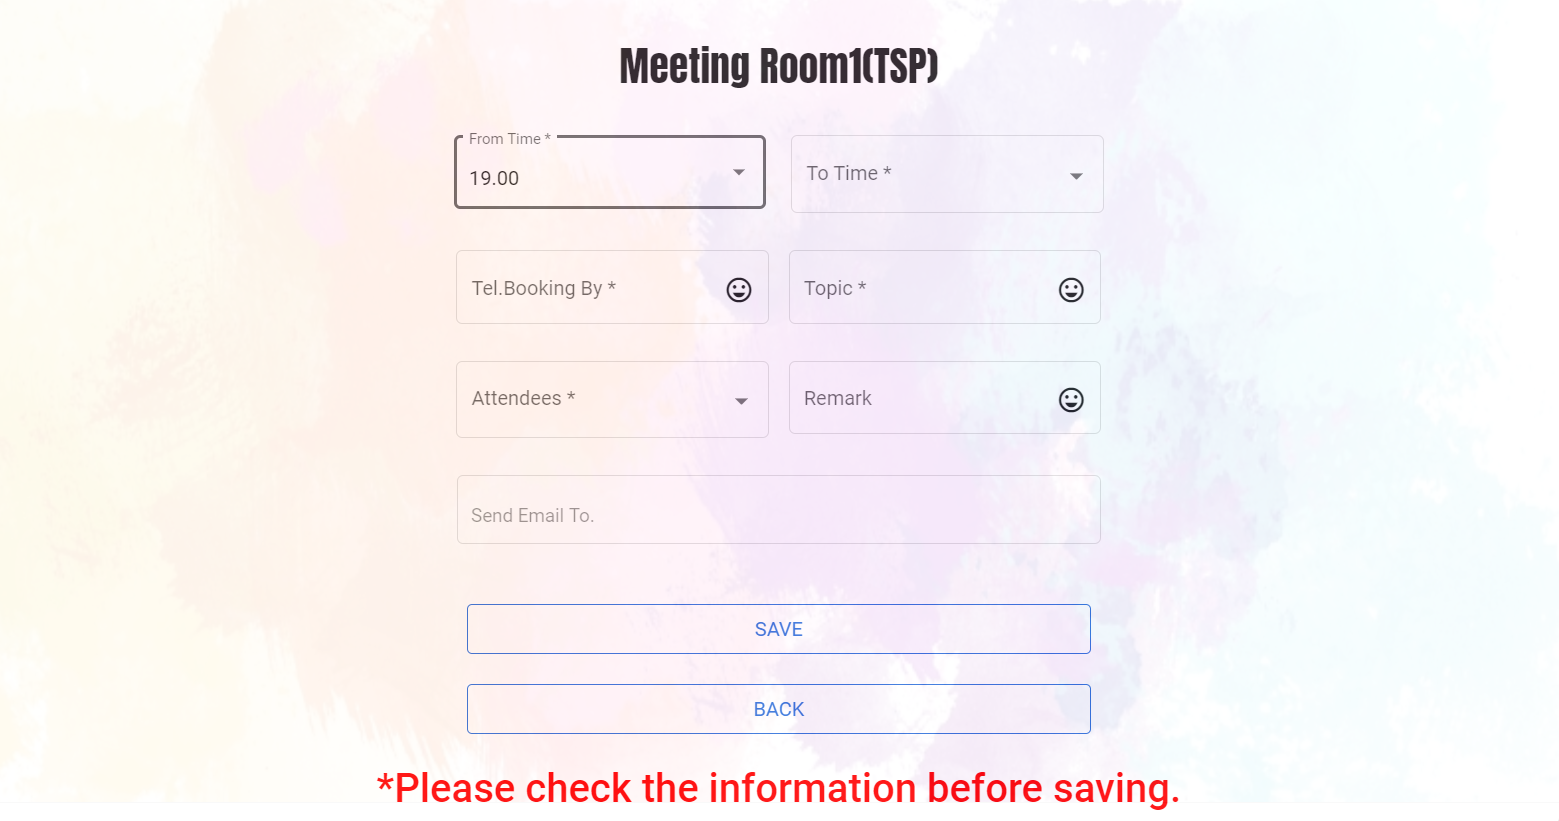 Meeting Room1(TSP)
From Time *
19.00
To Time *
Tel.Booking By *
Topic *
Attendees *
Remark
Send Email To.
SAVE
BACK
*Please check the information before saving.